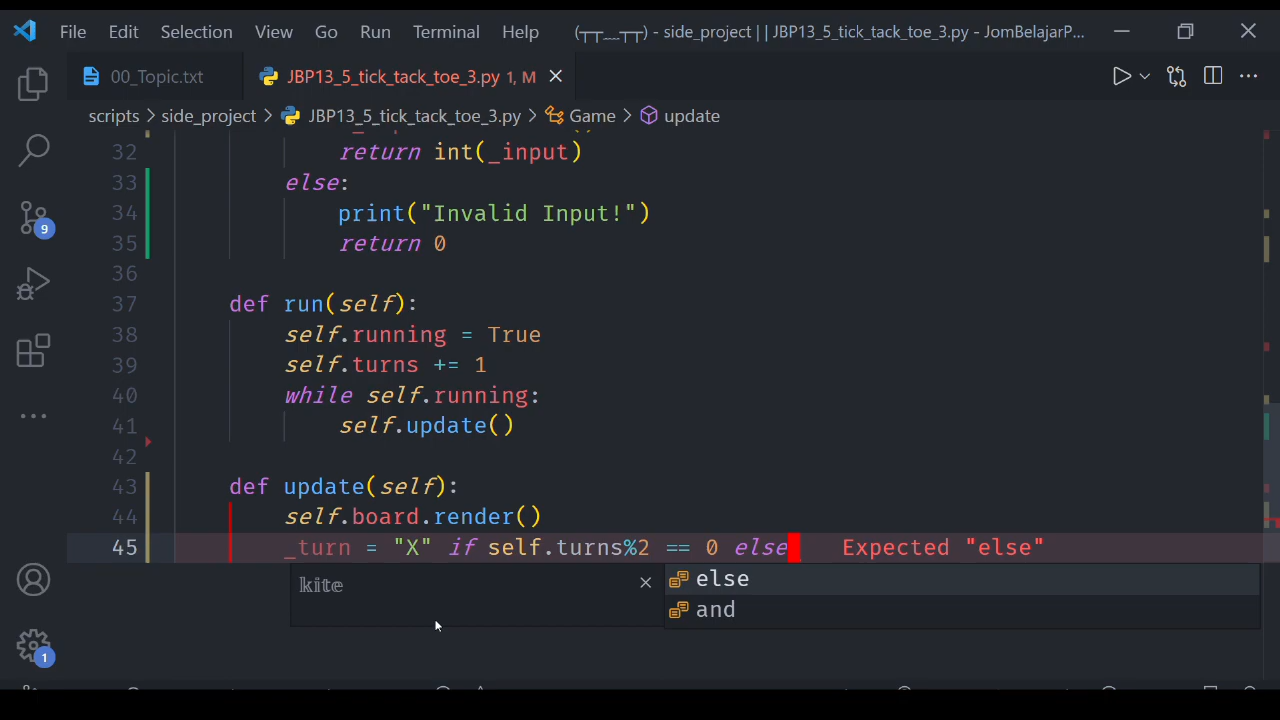 File Edit Selection View Go Run Terminal Help (┬┬﹏┬┬) - side_project | | JBP13_5_tick_tack_toe_3.py - JomBelajarP...
00_Topic.txt JBP13_5_tick_tack_toe_3.py 1, M
scripts > side_project > JBP13_5_tick_tack_toe_3.py > Game > update
32 return int(_input)
33 else:
34 print("Invalid Input!")
35 return 0
36
37 def run(self):
38 self.running = True
39 self.turns += 1
40 while self.running:
41 self.update()
42
43 def update(self):
44 self.board.render()
45 _turn = "X" if self.turns%2 == 0 else Expected "else"
kite
else
and
9
1